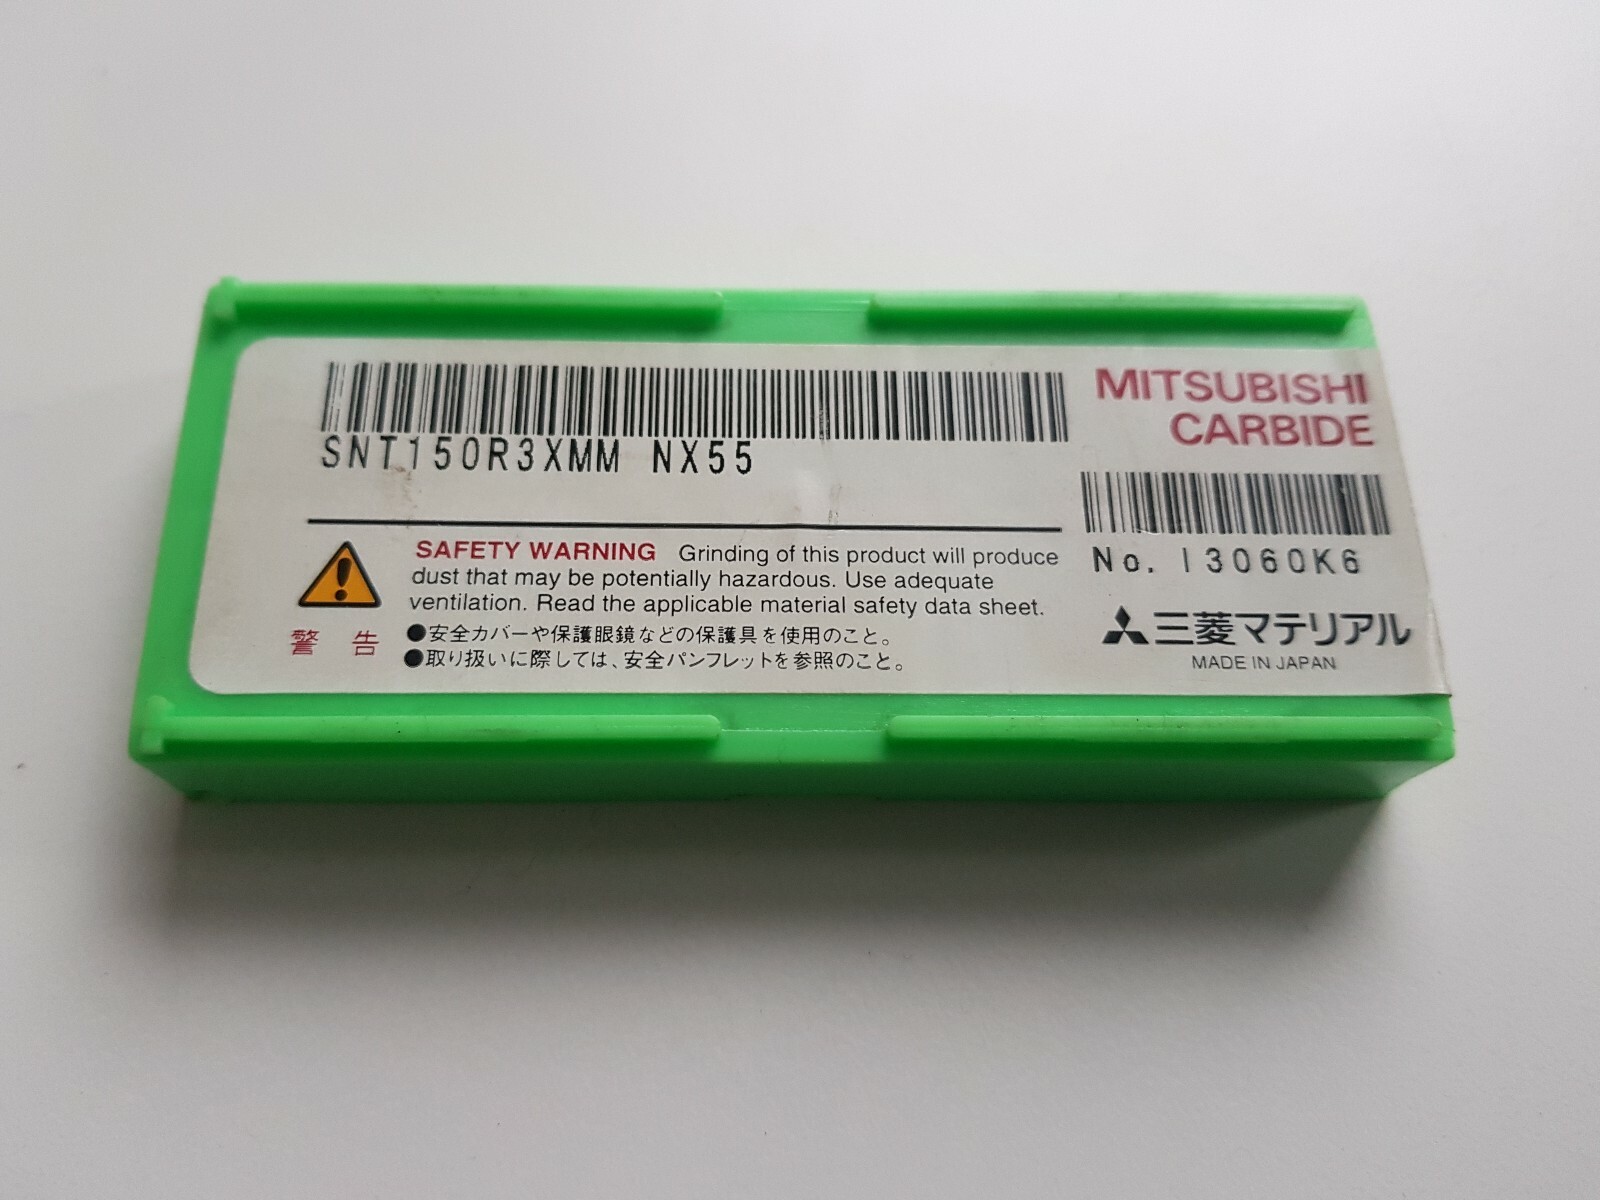 SNT150R3XMM NX55
MITSUBISHI
CARBIDE
No. I3060K6
SAFETY WARNING Grinding of this product will produce
dust that may be potentially hazardous. Use adequate
ventilation. Read the applicable material safety data sheet.
警 告
●安全カバーや保護眼鏡などの保護具を使用のこと。
●取り扱いに際しては、安全パンフレットを参照のこと。
三菱マテリアル
MADE IN JAPAN